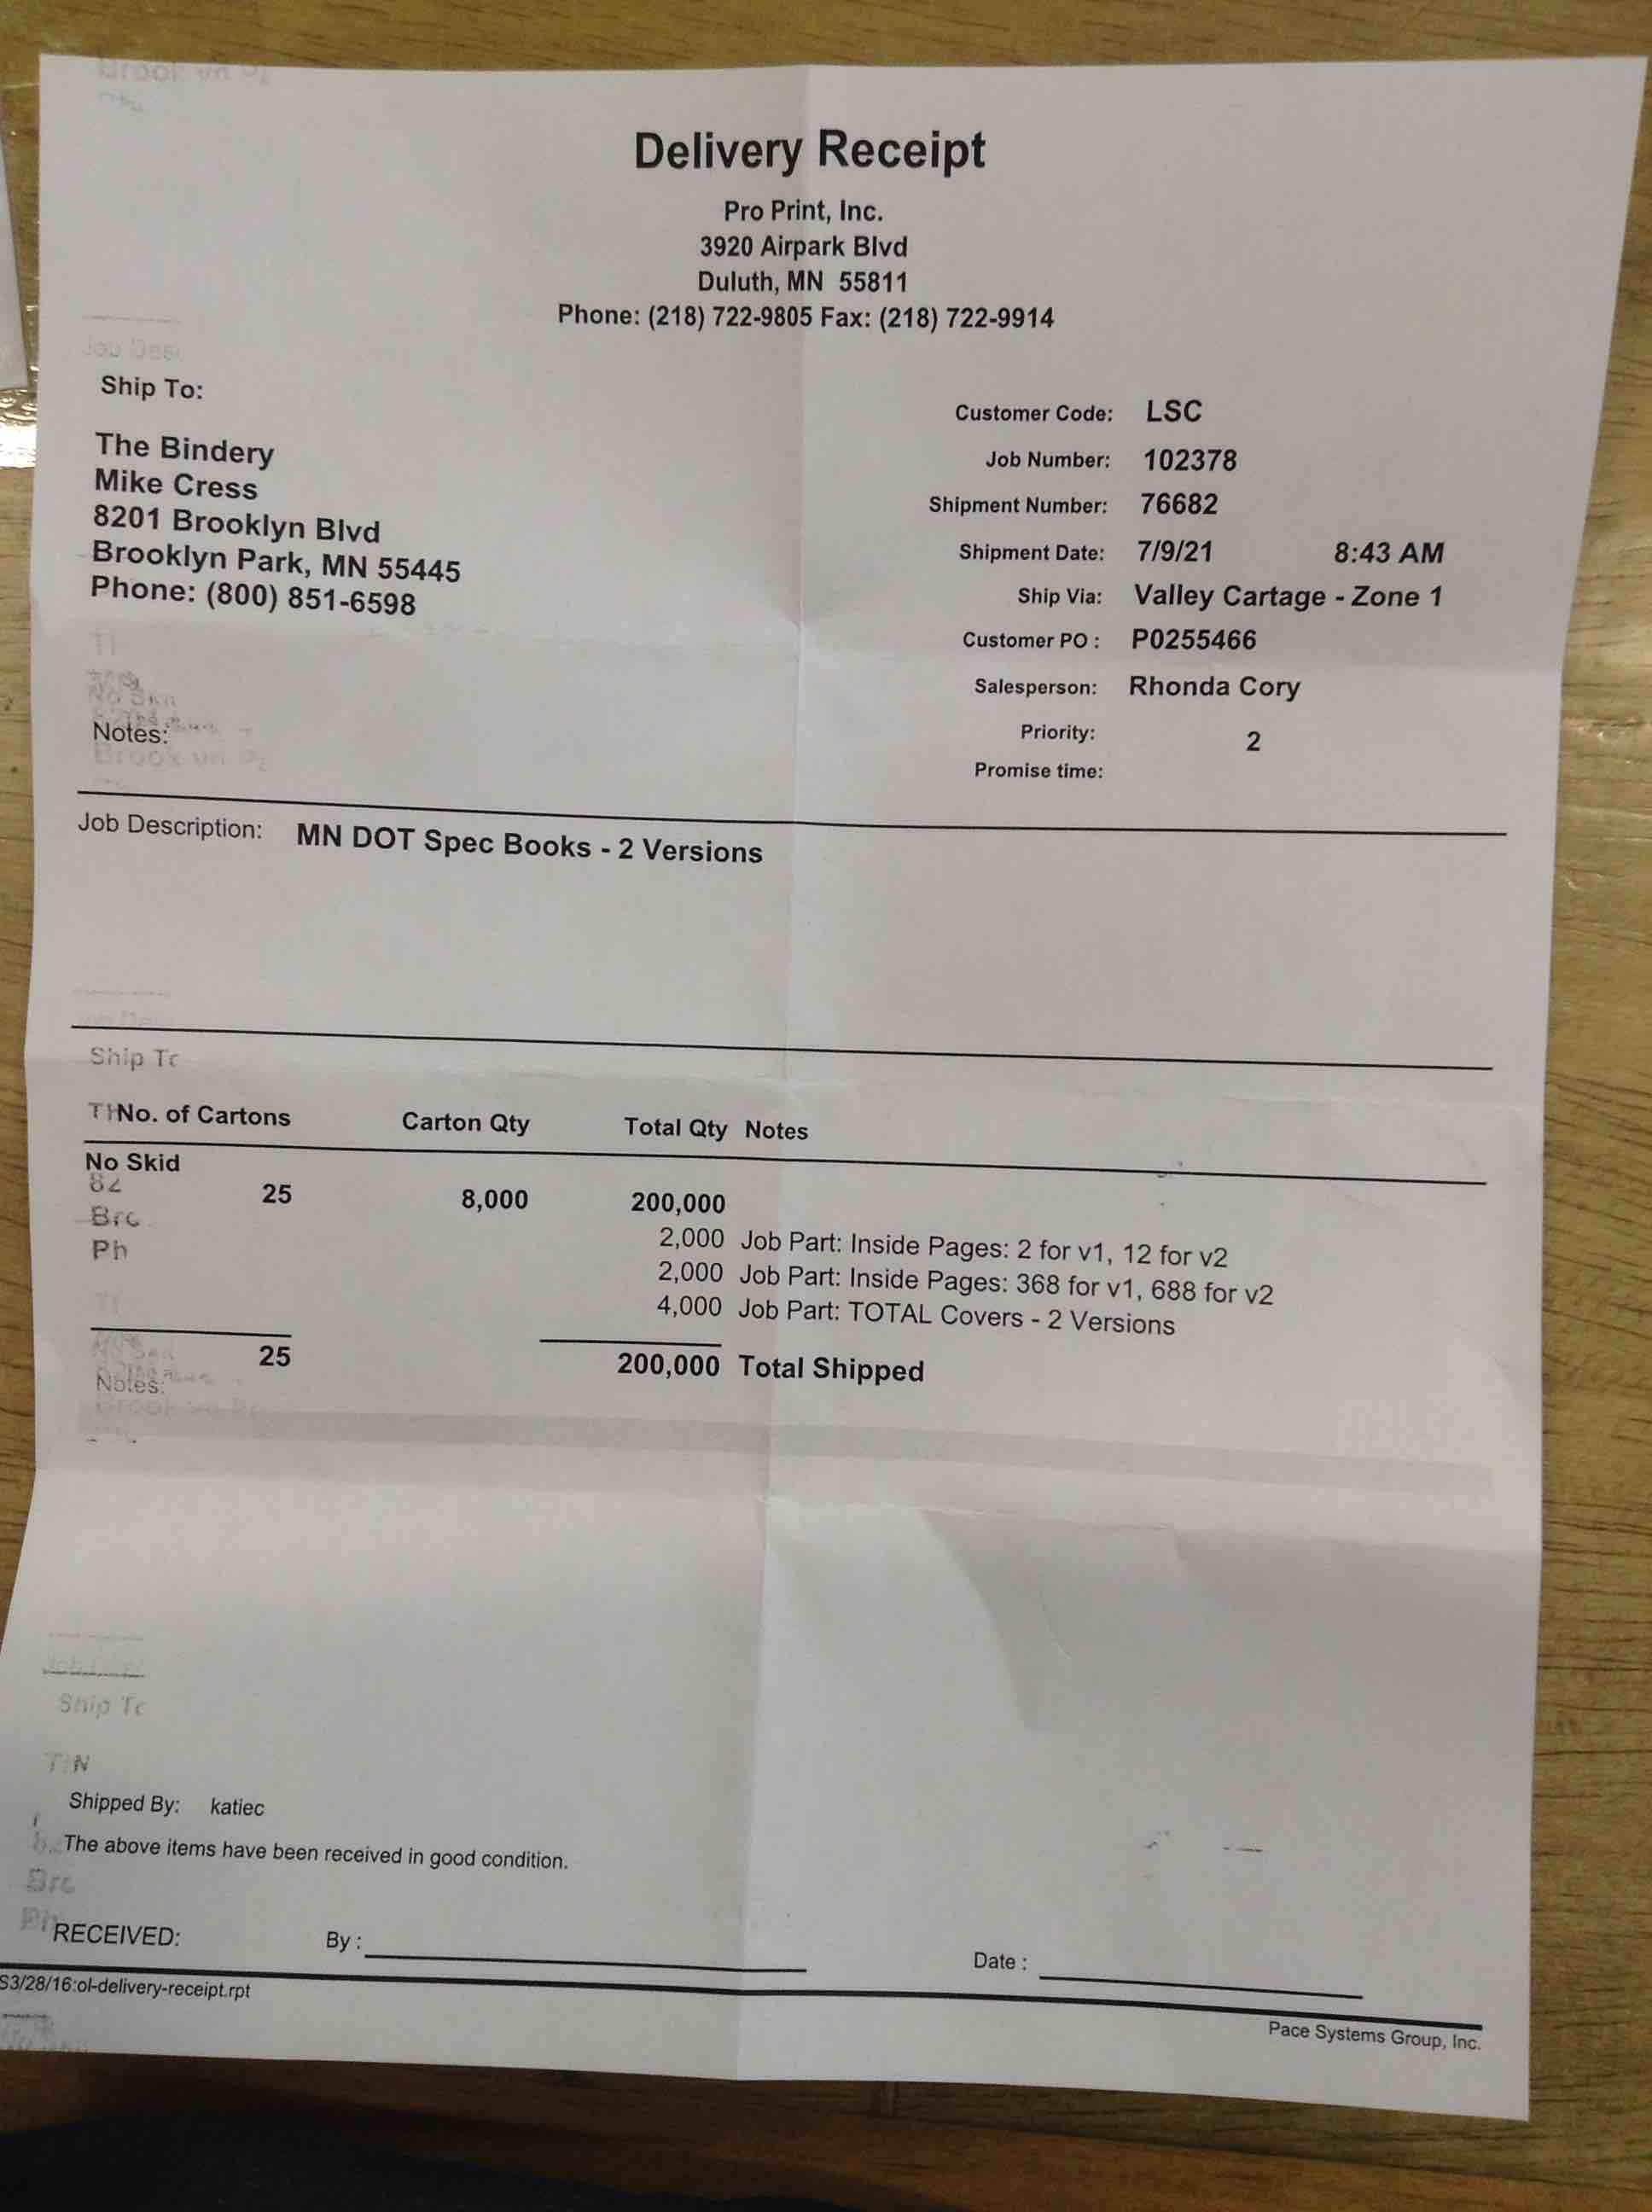 Delivery Receipt
Pro Print, Inc.
3920 Airpark Blvd
Duluth, MN 55811
Phone: (218) 722-9805 Fax: (218) 722-9914
Ship To:
The Bindery
Mike Cress
8201 Brooklyn Blvd
Brooklyn Park, MN 55445
Phone: (800) 851-6598
Notes:
Customer Code: LSC
Job Number: 102378
Shipment Number: 76682
Shipment Date: 7/9/21 8:43 AM
Ship Via: Valley Cartage - Zone 1
Customer PO : P0255466
Salesperson: Rhonda Cory
Priority: 2
Promise time:
Job Description: MN DOT Spec Books - 2 Versions
Ship
No. of Cartons Carton Qty Total Qty Notes
No Skid
25 8,000 200,000
Brc
Ph
2,000 Job Part: Inside Pages: 2 for v1, 12 for v2
2,000 Job Part: Inside Pages: 368 for v1, 688 for v2
4,000 Job Part: TOTAL Covers - 2 Versions
25 200,000 Total Shipped
Notes:
Ship
Shipped By: katiec
The above items have been received in good condition.
Brc
RECEIVED: By : Date :
S3/28/16:ol-delivery-receipt.rpt
Pace Systems Group, Inc.